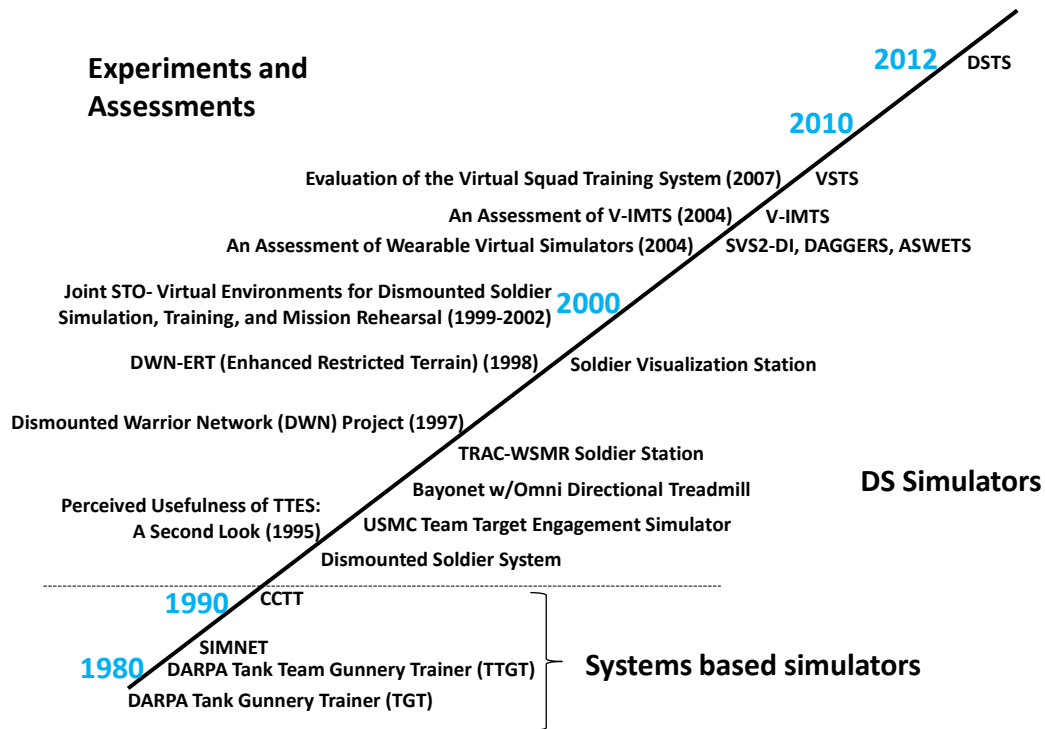 Experiments and
Assessments
2012
DSTS
2010
Evaluation of the Virtual Squad Training System (2007)
VSTS
An Assessment of V-IMTS (2004)
V-IMTS
An Assessment of Wearable Virtual Simulators (2004)
SVS2-DI, DAGGERS, ASWETS
Joint STO- Virtual Environments for Dismounted Soldier
Simulation, Training, and Mission Rehearsal (1999-2002)
2000
DWN-ERT (Enhanced Restricted Terrain) (1998)
Soldier Visualization Station
Dismounted Warrior Network (DWN) Project (1997)
TRAC-WSMR Soldier Station
Bayonet w/Omni Directional Treadmill
DS Simulators
Perceived Usefulness of TTES:
A Second Look (1995)
USMC Team Target Engagement Simulator
Dismounted Soldier System
1990
CCTT
SIMNET
1980
DARPA Tank Team Gunnery Trainer (TTGT)
Systems based simulators
DARPA Tank Gunnery Trainer (TGT)